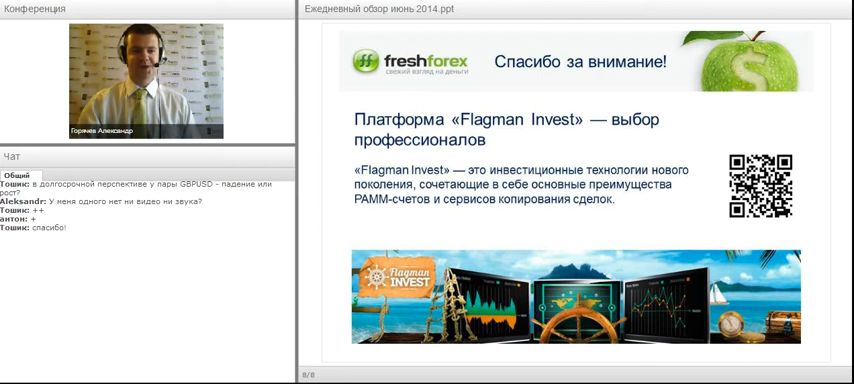 Конференция
Горячев Александр
Чат
Общий
Тошик: в долгосрочной перспективе у пары GBPUSD - падение или
рост?
Aleksandr: У меня одного нет ни видео ни звука?
Тошик: ++
антон: +
Тошик: спасибо!
Ежедневный обзор июнь 2014.ppt
freshforex
свежий взгляд на деньги
Спасибо за внимание!
Платформа «Flagman Invest» — выбор
профессионалов
«Flagman Invest» — это инвестиционные технологии нового
поколения, сочетающие в себе основные преимущества
РАММ-счетов и сервисов копирования сделок.
Flagman
INVEST
8/8